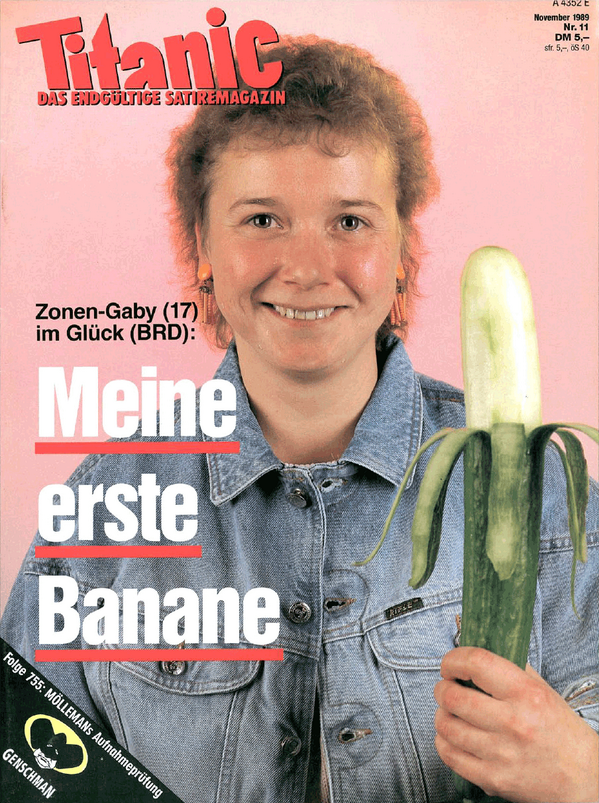 A 4352 E
November 1989
Nr. 11
DM 5,–
sfr. 5,–, öS 40
Titanic
DAS ENDGÜLTIGE SATIREMAGAZIN
Zonen-Gaby (17)
im Glück (BRD):
Meine
erste
Banane
Folge 755: MÖLLEMANs Aufnahmeprüfung
GENSCHMAN